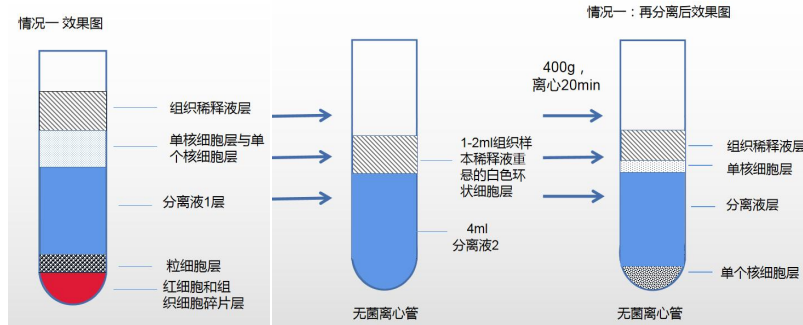 情况一 效果图
组织稀释液层
单核细胞层与单
个核细胞层
分离液1层
粒细胞层
红细胞和组
织细胞碎片层
1-2ml组织样
本稀释液重
悬的白色环
状细胞层
4ml
分离液2
无菌离心管
情况一：再分离后效果图
400g，
离心20min
组织稀释液层
单核细胞层
分离液层
单个核细胞层
无菌离心管